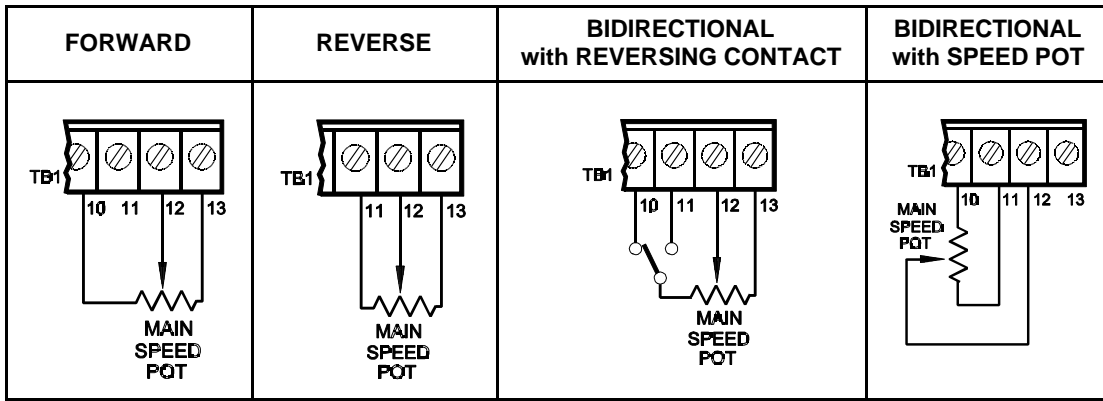 FORWARD
REVERSE
BIDIRECTIONAL
with REVERSING CONTACT
BIDIRECTIONAL
with SPEED POT
TB1
10 11 12 13
MAIN
SPEED
POT
TB1
11 12 13
MAIN
SPEED
POT
TB1
10 11 12 13
MAIN
SPEED
POT
TB1
10 11 12 13
MAIN
SPEED
POT